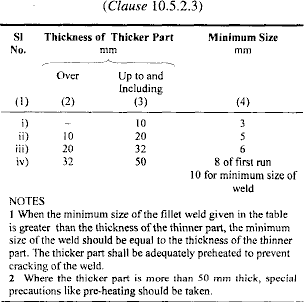 (Clause 10.5.2.3)
Sl Thickness of Thicker Part Minimum Size
No. mm mm
Over Up to and
Including
(1) (2) (3) (4)
i) – 10 3
ii) 10 20 5
iii) 20 32 6
iv) 32 50 8 of first run
10 for minimum size of
weld
NOTES
1 When the minimum size of the fillet weld given in the table
is greater than the thickness of the thinner part, the minimum
size of the weld should be equal to the thickness of the thinner
part. The thicker part shall be adequately preheated to prevent
cracking of the weld.
2 Where the thicker part is more than 50 mm thick, special
precautions like pre-heating should be taken.